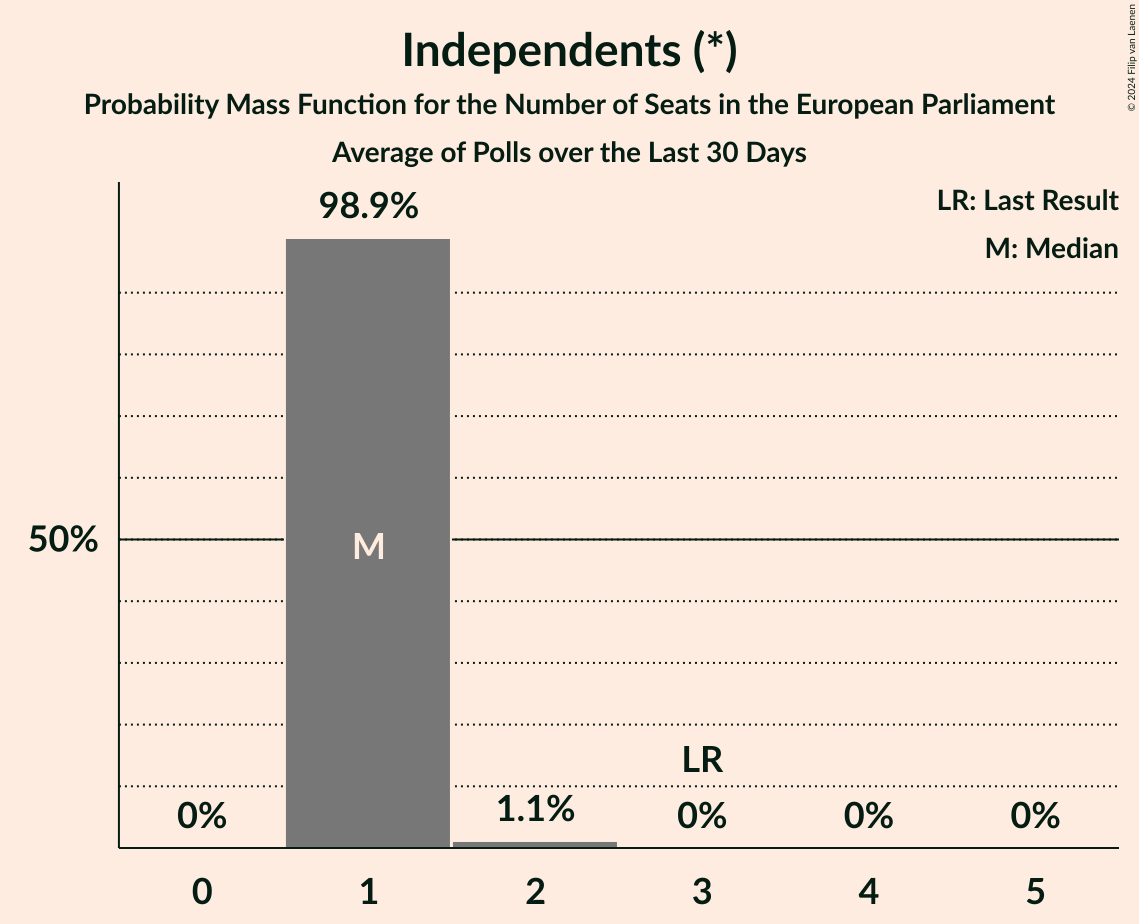 Independents (*)
Probability Mass Function for the Number of Seats in the European Parliament
Average of Polls over the Last 30 Days
© 2024 Filip van Laenen
LR: Last Result
M: Median
98.9%
50%
M
LR
0%
1.1%
0%
0%
0%
0
1
2
3
4
5